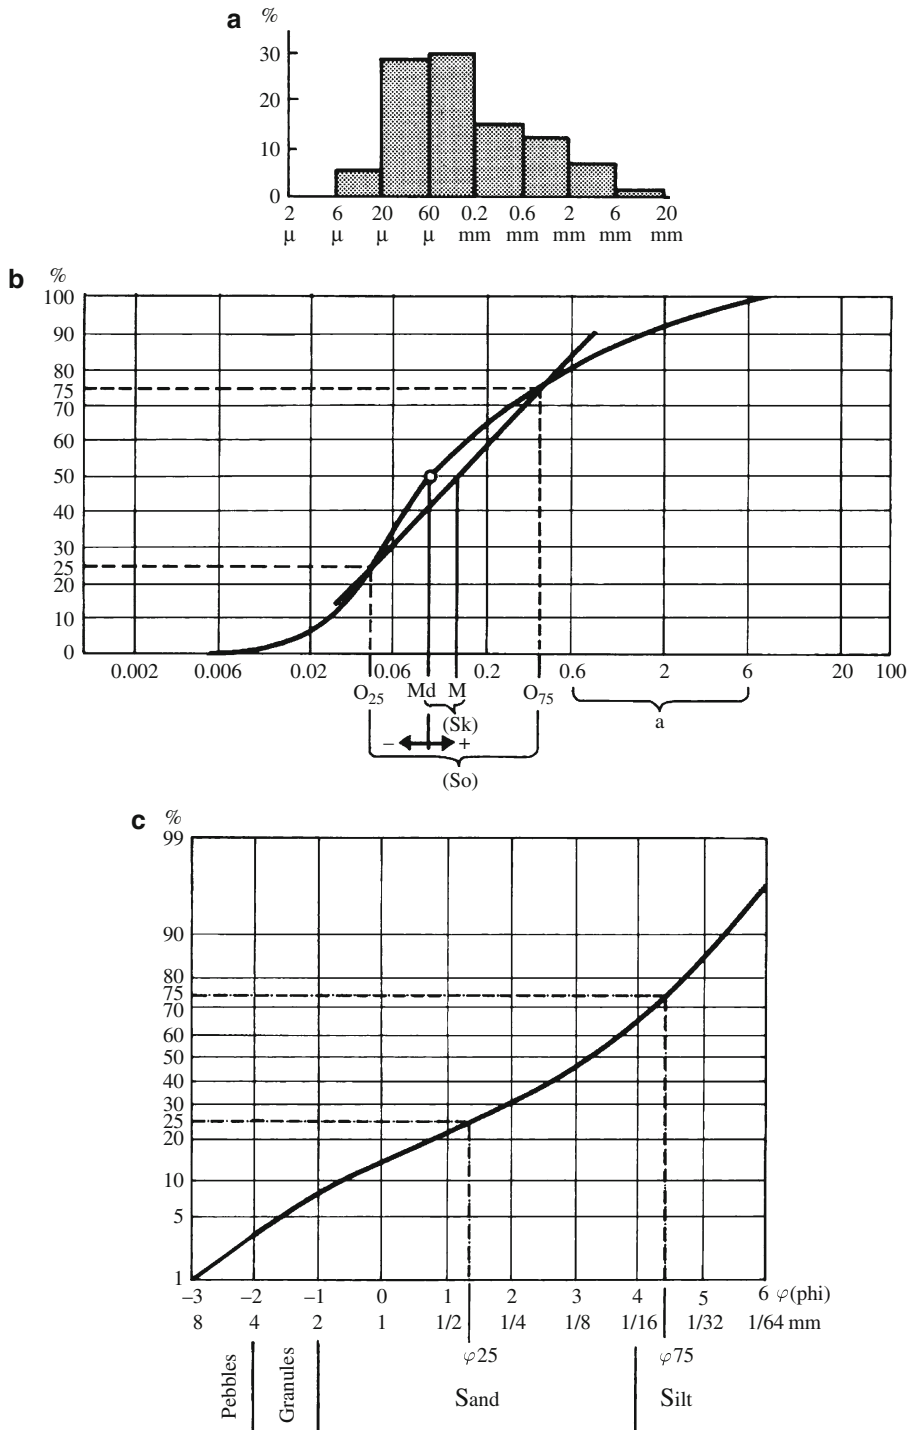 a %
30
20
10
0
2 6 20 60 0.2 0.6 2 6 20
μ μ μ μ mm mm mm mm mm
b %
100
90
80
75
70
60
50
40
30
25
20
10
0
0.002 0.006 0.02 0.06 0.2 0.6 2 6 20 100
O25 Md M O75
(Sk) a
– +
(So)
c %
99
90
80
75
70
60
50
40
30
25
20
10
5
1
–3 –2 –1 0 1 2 3 4 5 6 φ(phi)
8 4 2 1 1/2 1/4 1/8 1/16 1/32 1/64 mm
φ25 φ75
Pebbles Granules Sand Silt